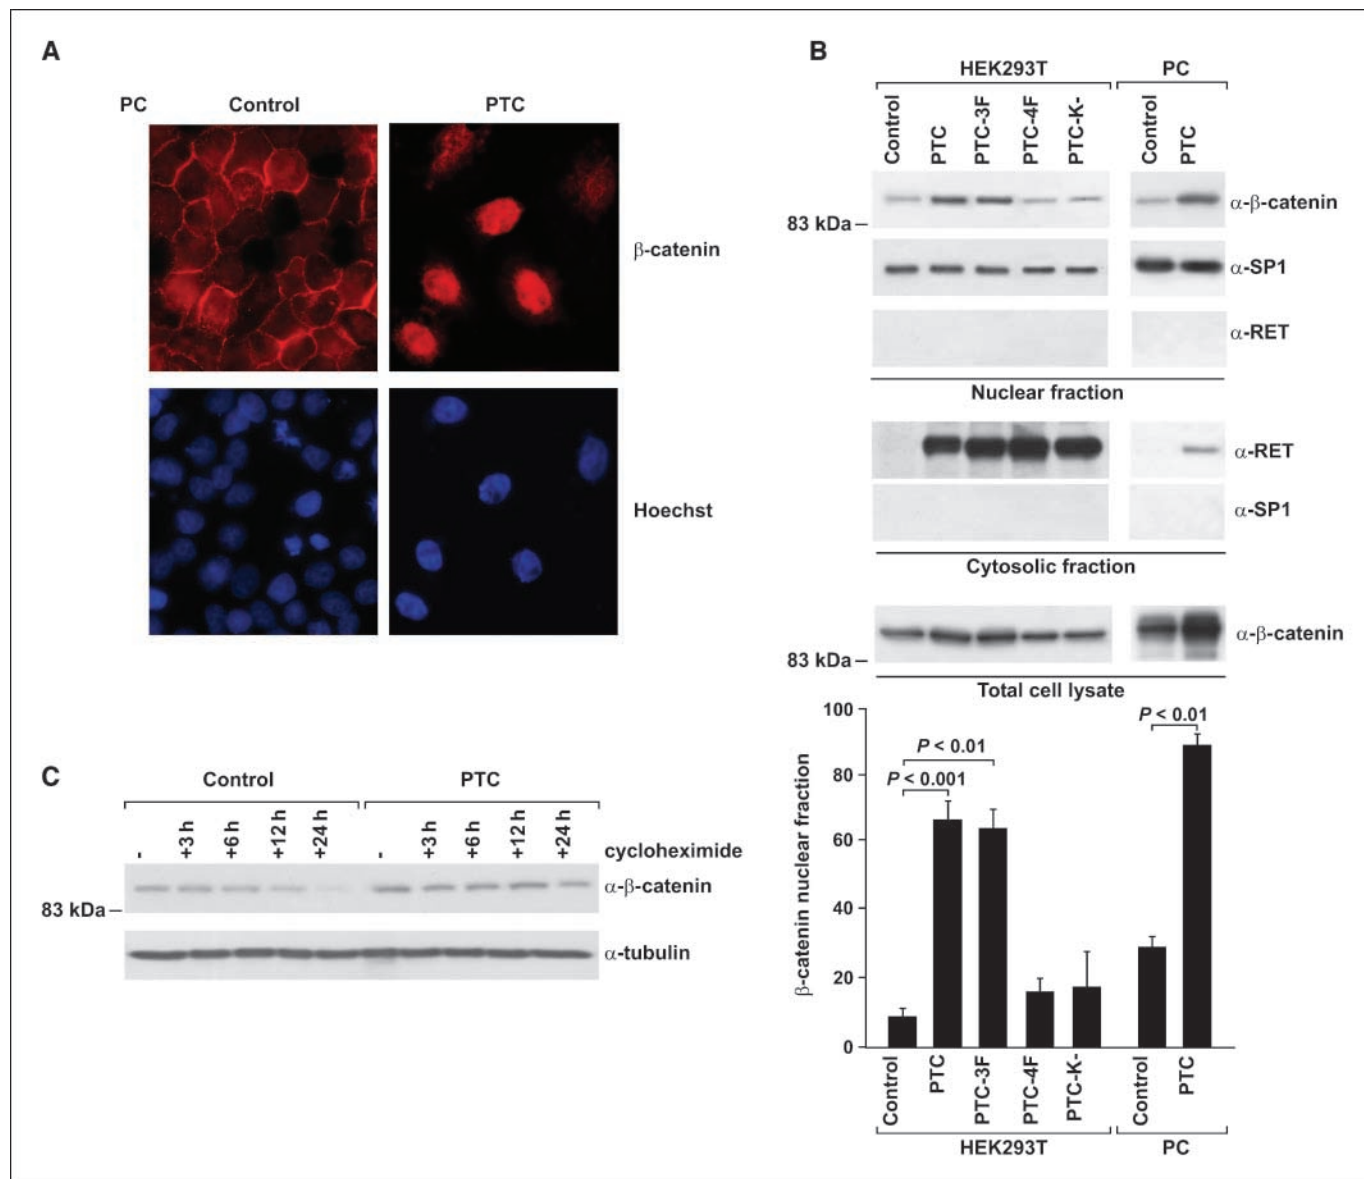 A
PC Control PTC
β-catenin
Hoechst
B
HEK293T PC
Control PTC PTC-3F PTC-4F PTC-K- Control PTC
α-β-catenin
83 kDa
α-SP1
α-RET
Nuclear fraction
α-RET
α-SP1
Cytosolic fraction
α-β-catenin
83 kDa
Total cell lysate
β-catenin nuclear fraction
100
80
60
40
20
0
P < 0.001
P < 0.01
P < 0.01
Control PTC PTC-3F PTC-4F PTC-K- Control PTC
HEK293T PC
C
Control PTC
- +3 h +6 h +12 h +24 h - +3 h +6 h +12 h +24 h cycloheximide
α-β-catenin
83 kDa
α-tubulin